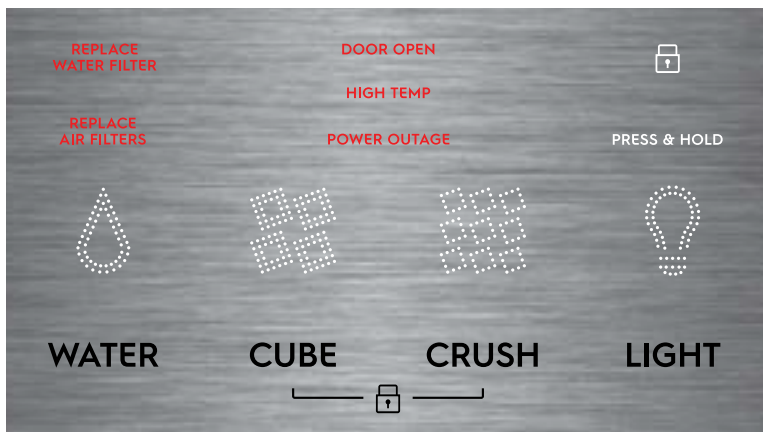 REPLACE
WATER FILTER
DOOR OPEN
HIGH TEMP
REPLACE
AIR FILTERS
POWER OUTAGE
PRESS & HOLD
WATER
CUBE
CRUSH
LIGHT